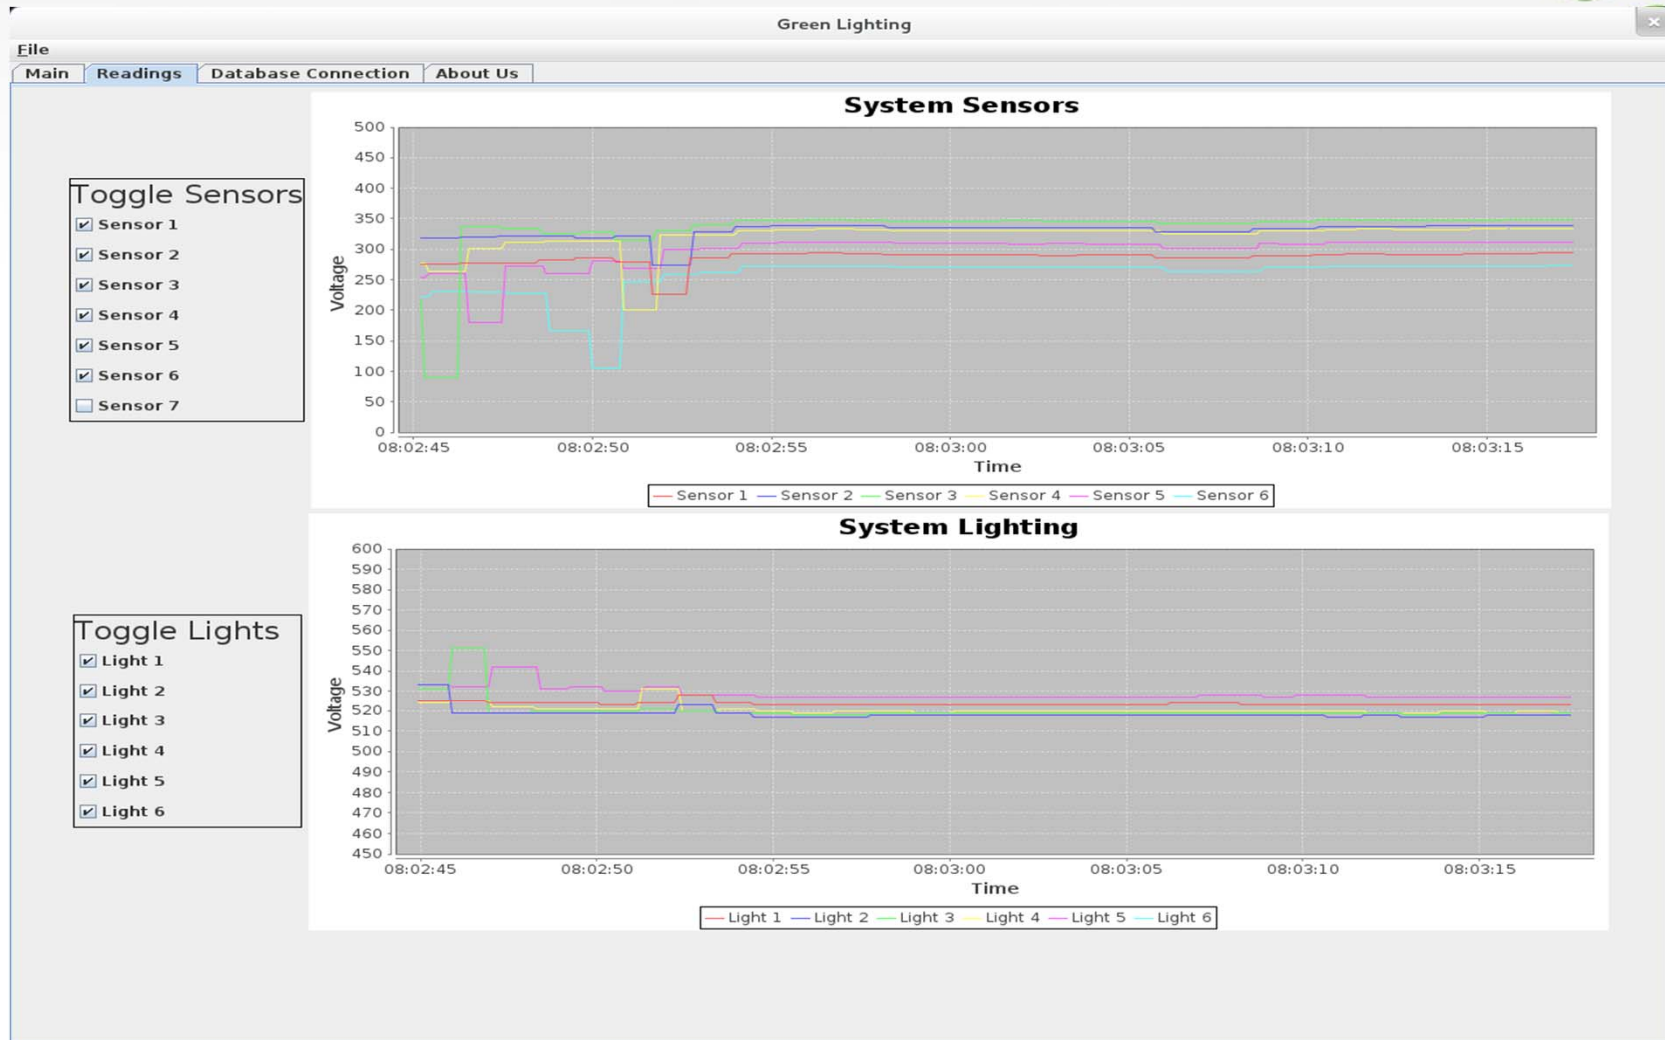 Green Lighting
File
Main Readings Database Connection About Us
Toggle Sensors
Sensor 1
Sensor 2
Sensor 3
Sensor 4
Sensor 5
Sensor 6
Sensor 7
System Sensors
Voltage
500
450
400
350
300
250
200
150
100
50
0
08:02:45 08:02:50 08:02:55 08:03:00 08:03:05 08:03:10 08:03:15
Time
Sensor 1 Sensor 2 Sensor 3 Sensor 4 Sensor 5 Sensor 6
Toggle Lights
Light 1
Light 2
Light 3
Light 4
Light 5
Light 6
System Lighting
Voltage
600
590
580
570
560
550
540
530
520
510
500
490
480
470
460
450
08:02:45 08:02:50 08:02:55 08:03:00 08:03:05 08:03:10 08:03:15
Time
Light 1 Light 2 Light 3 Light 4 Light 5 Light 6